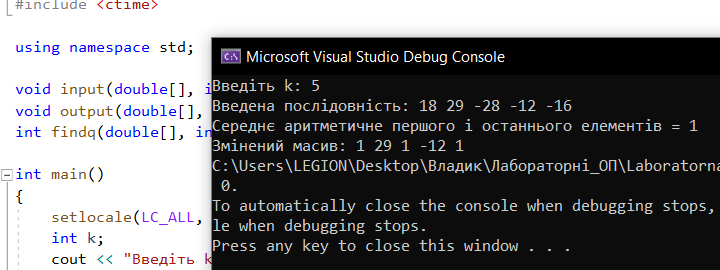 #include <ctime>
using namespace std;
void input(double[], i
void output(double[],
int findq(double[], in
int main()
{
setlocale(LC_ALL,
int k;
cout << "Введіть k
Microsoft Visual Studio Debug Console
Введіть k: 5
Введена послідовність: 18 29 -28 -12 -16
Середнє арифметичне першого і останнього елементів = 1
Змінений масив: 1 29 1 -12 1
C:\Users\LEGION\Desktop\Владик\Лабораторні_ОП\Laboratorna
0.
To automatically close the console when debugging stops,
le when debugging stops.
Press any key to close this window . . .